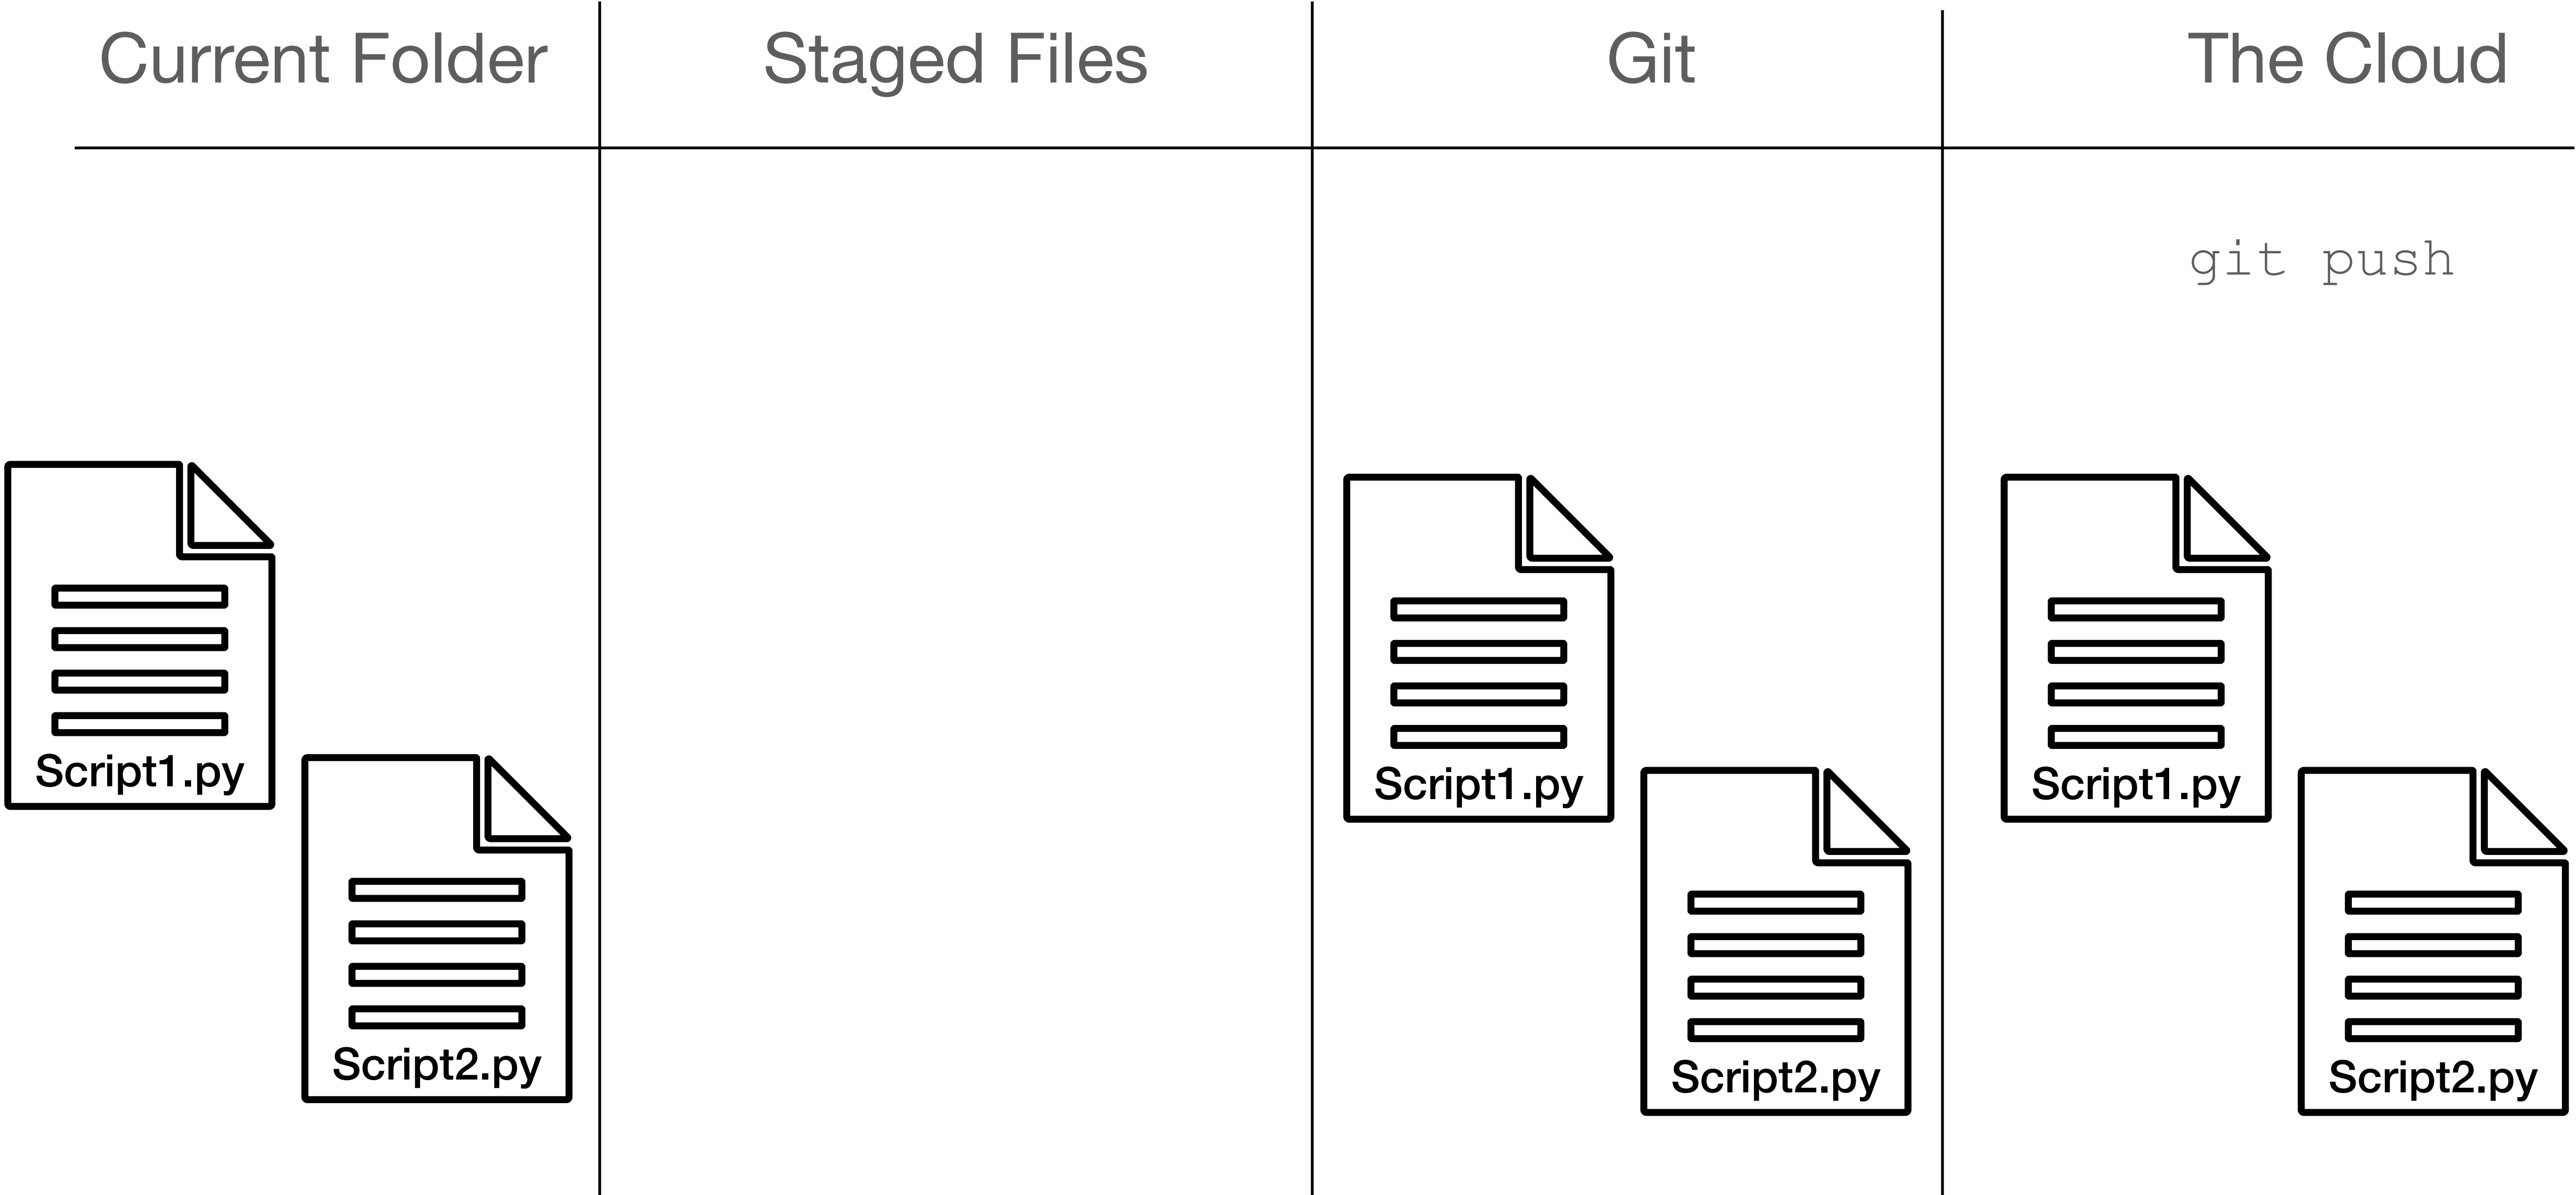 Current Folder
Staged Files
Git
The Cloud
git push
Script1.py
Script2.py
Script1.py
Script2.py
Script1.py
Script2.py